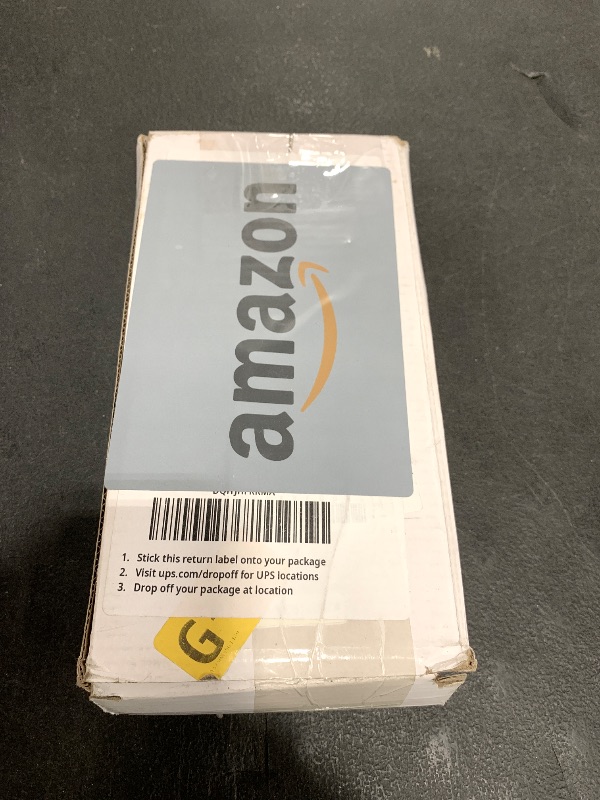 amazon
1. Stick this return label onto your package
2. Visit ups.com/dropoff for UPS locations
3. Drop off your package at location
G